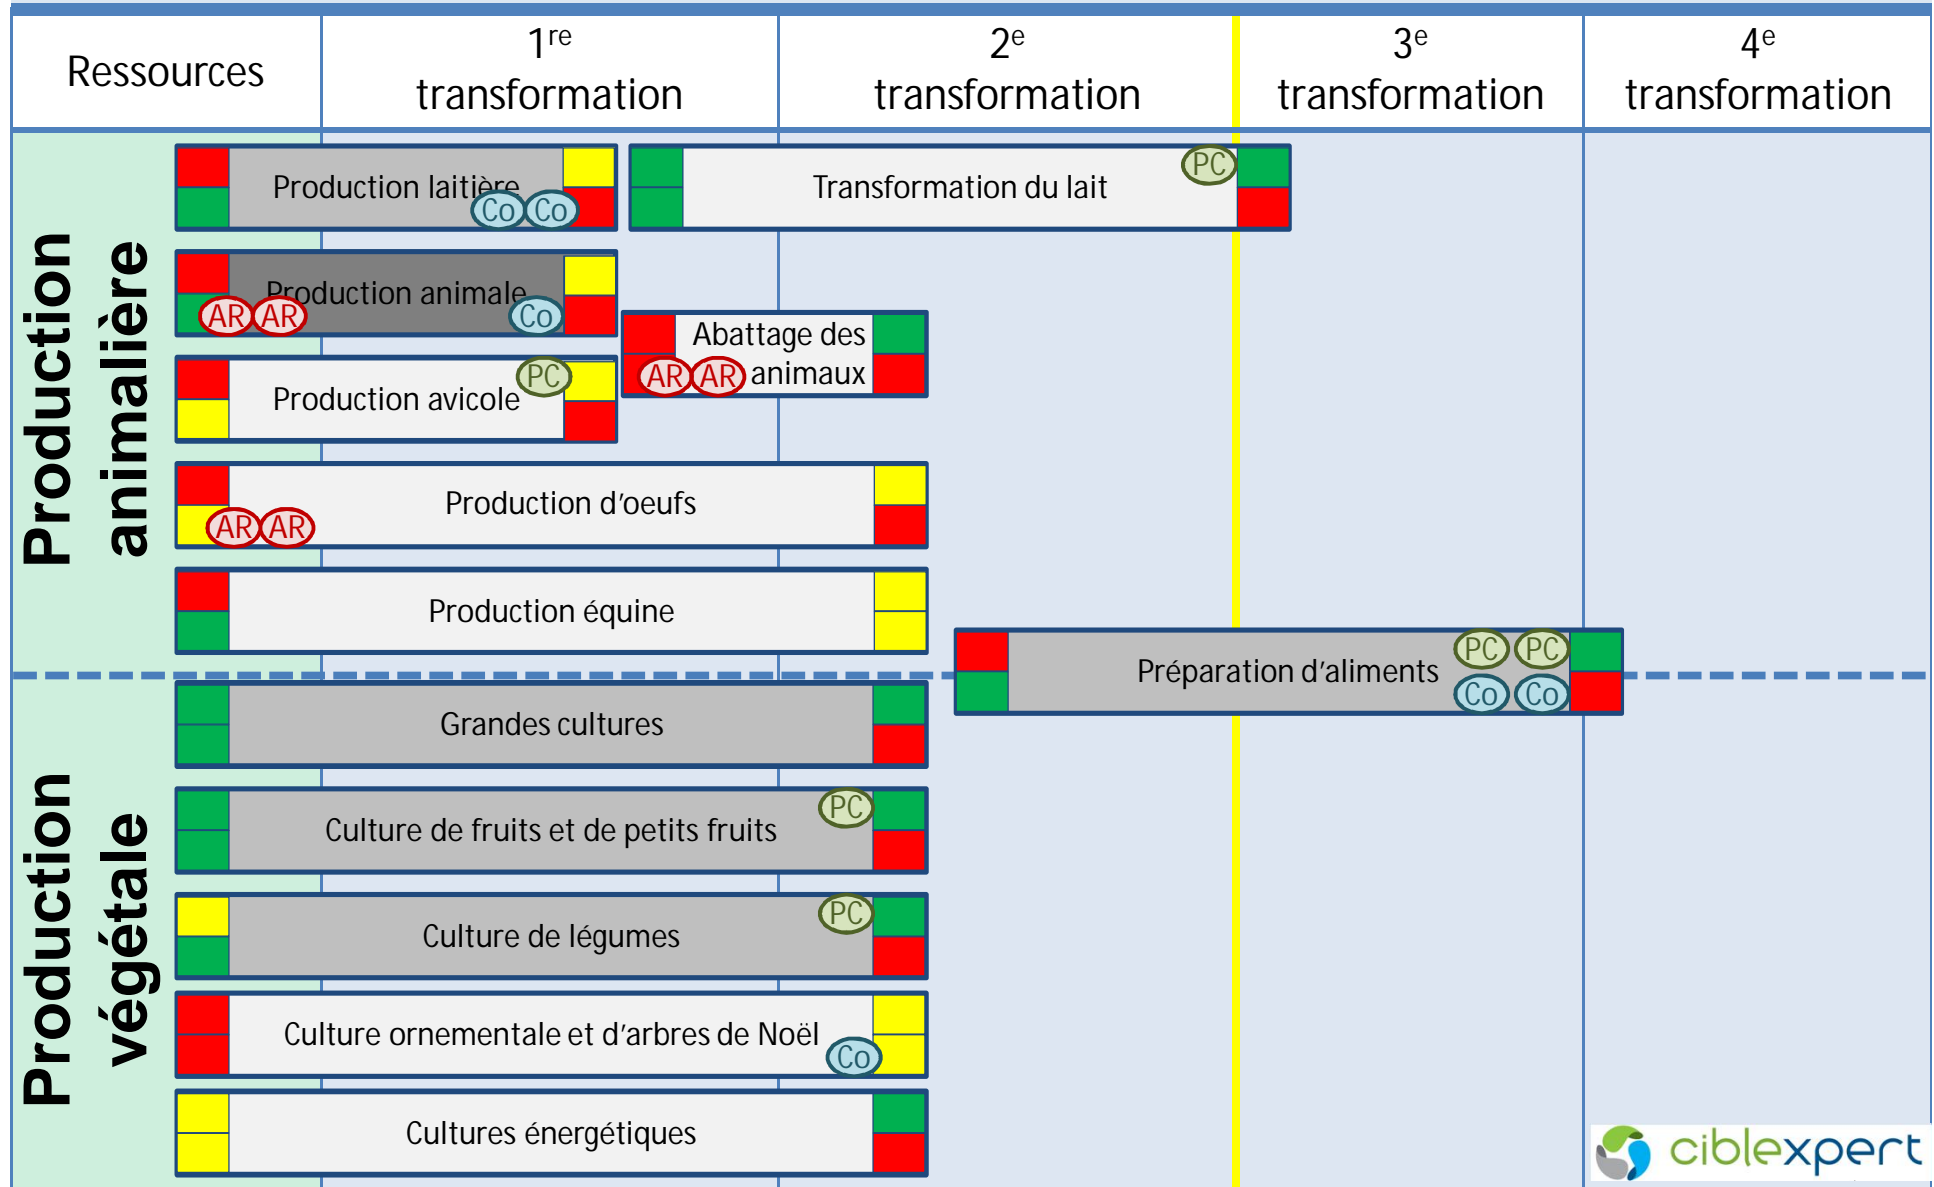 Ressources
1re
transformation
2e
transformation
3e
transformation
4e
transformation
Production
animalière
Production laitière
Co Co
Transformation du lait
PC
Production animale
AR AR
Co
Abattage des
animaux
AR AR
Production avicole
PC
Production d'oeufs
AR AR
Production équine
Préparation d'aliments
PC PC
Co Co
Production
végétale
Grandes cultures
Culture de fruits et de petits fruits
PC
Culture de légumes
PC
Culture ornementale et d'arbres de Noël
Co
Cultures énergétiques
ciblexpert